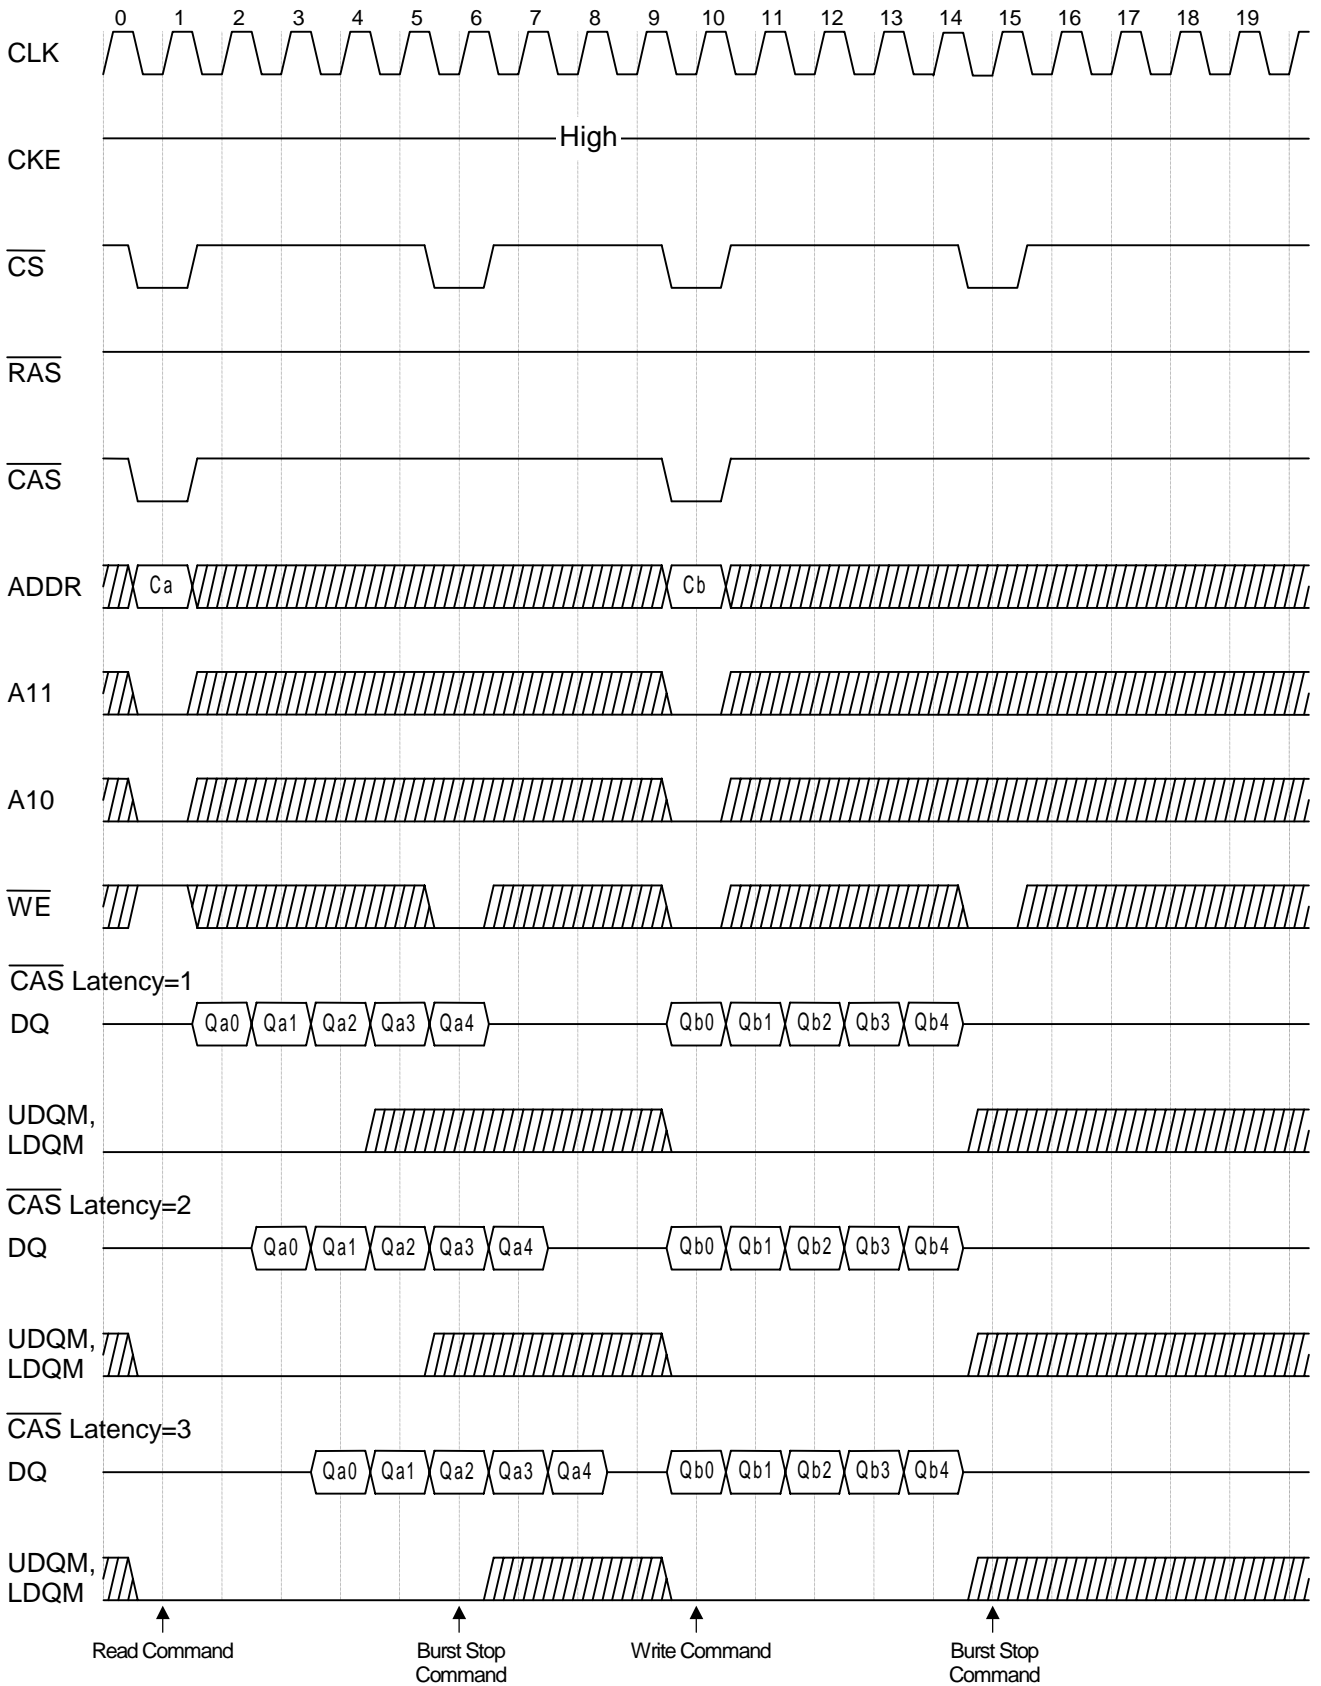 0 1 2 3 4 5 6 7 8 9 10 11 12 13 14 15 16 17 18 19
CLK
High
CKE
CS
RAS
CAS
ADDR Ca Cb
A11
A10
WE
CAS Latency=1
DQ Qa0 Qa1 Qa2 Qa3 Qa4 Qb0 Qb1 Qb2 Qb3 Qb4
UDQM,
LDQM
CAS Latency=2
DQ Qa0 Qa1 Qa2 Qa3 Qa4 Qb0 Qb1 Qb2 Qb3 Qb4
UDQM,
LDQM
CAS Latency=3
DQ Qa0 Qa1 Qa2 Qa3 Qa4 Qb0 Qb1 Qb2 Qb3 Qb4
UDQM,
LDQM
Read Command
Burst Stop
Command
Write Command
Burst Stop
Command